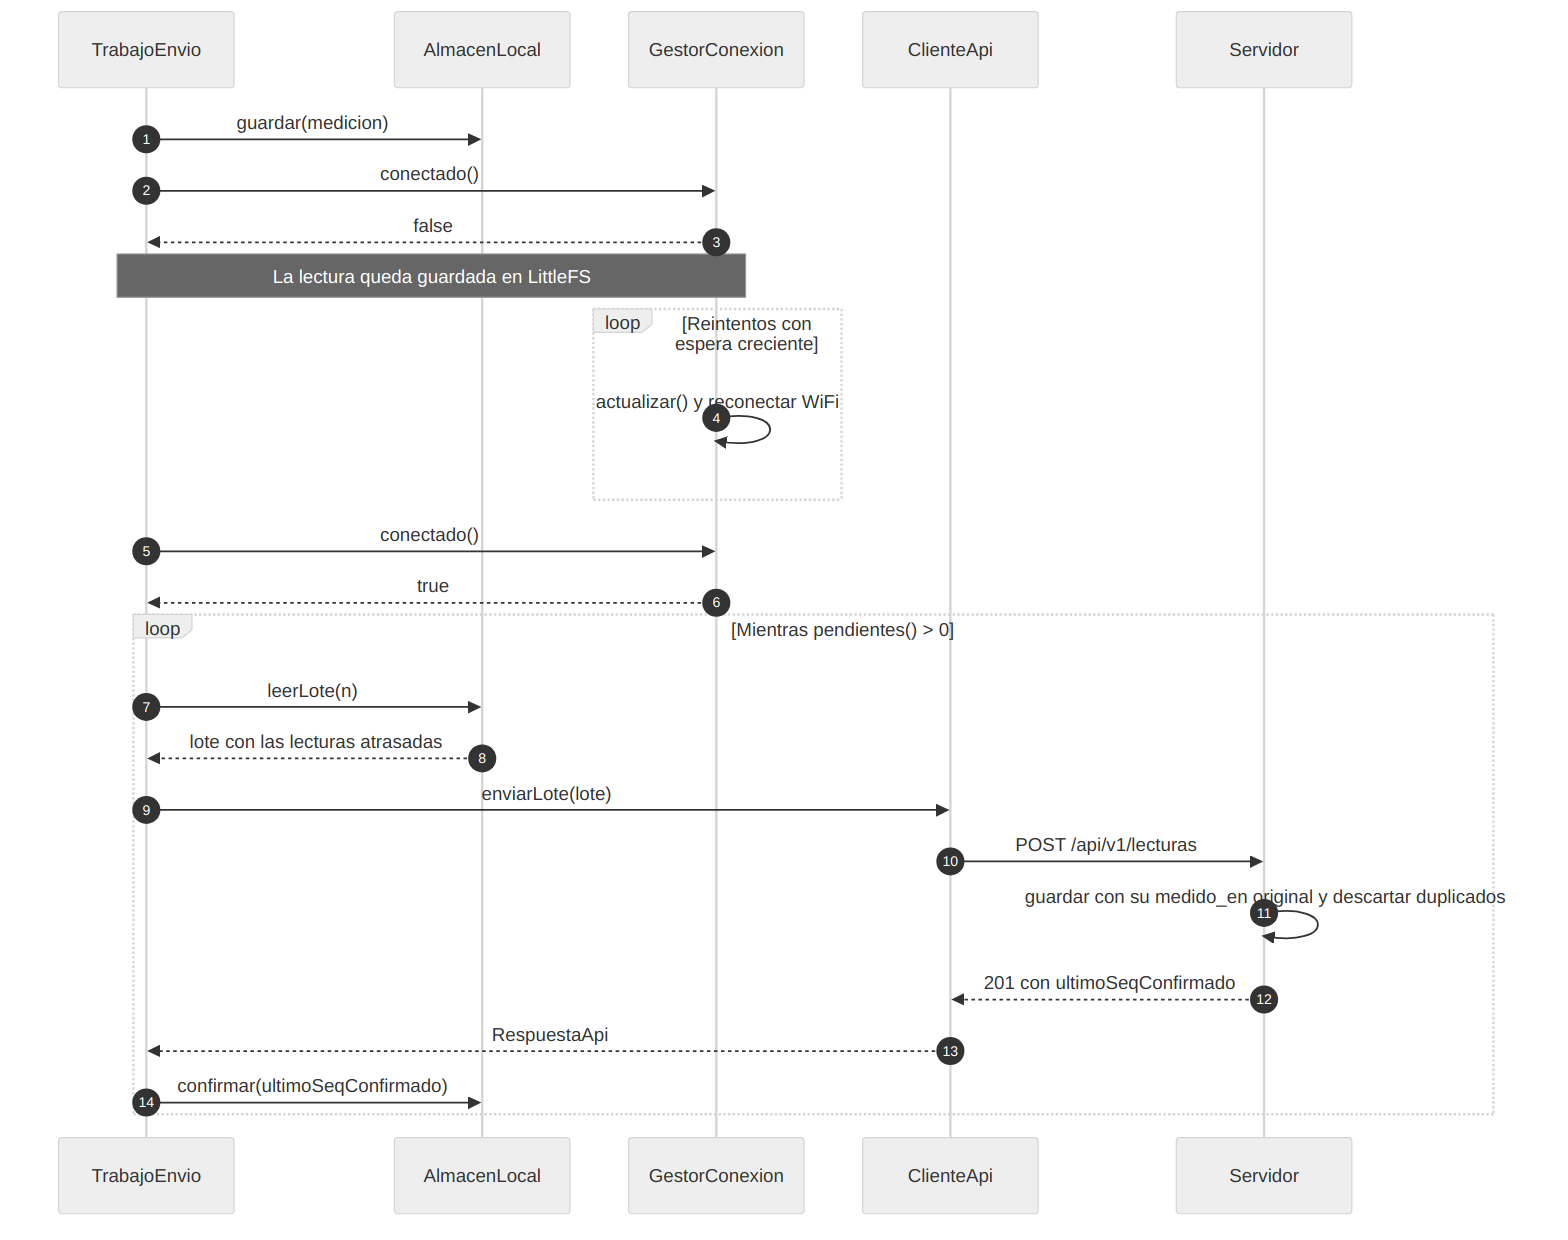 TrabajoEnvio
AlmacenLocal
GestorConexion
ClienteApi
Servidor
guardar(medicion)
1
conectado()
2
false
3
La lectura queda guardada en LittleFS
loop
[Reintentos con
espera creciente]
actualizar() y reconectar WiFi
4
conectado()
5
true
6
loop
[Mientras pendientes() > 0]
leerLote(n)
7
lote con las lecturas atrasadas
8
enviarLote(lote)
9
POST /api/v1/lecturas
10
guardar con su medido_en original y descartar duplicados
11
201 con ultimoSeqConfirmado
12
RespuestaApi
13
confirmar(ultimoSeqConfirmado)
14
TrabajoEnvio
AlmacenLocal
GestorConexion
ClienteApi
Servidor